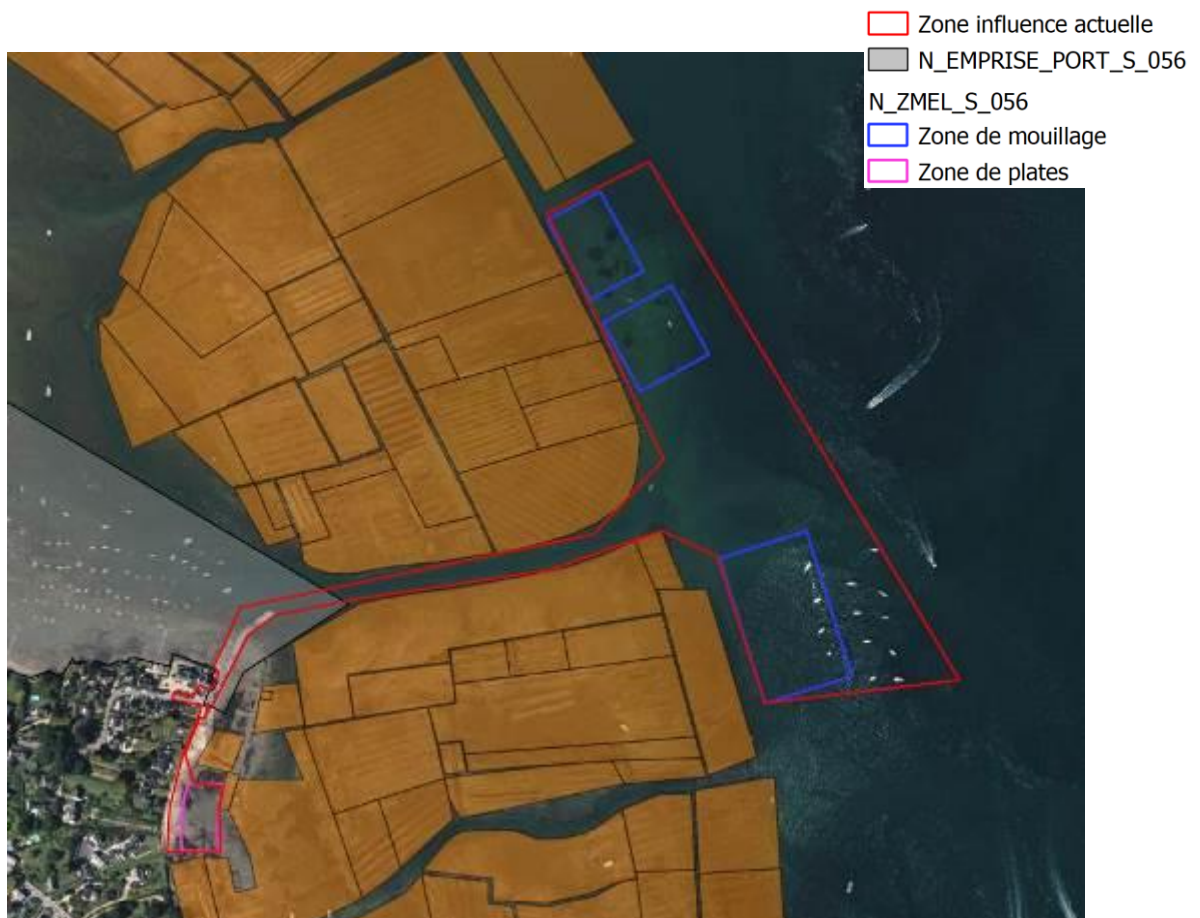 Zone influence actuelle
N_EMPRISE_PORT_S_056
N_ZMEL_S_056
Zone de mouillage
Zone de plates